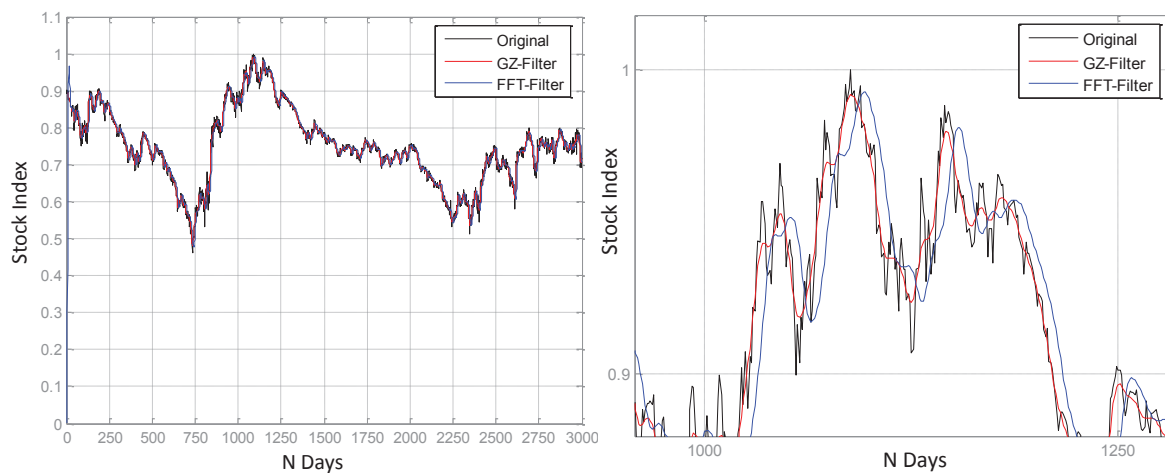 1.1
1
0.9
0.8
0.7
0.6
0.5
0.4
0.3
0.2
0.1
0
Stock Index
Original
GZ-Filter
FFT-Filter
0 250 500 750 1000 1250 1500 1750 2000 2250 2500 2750 3000
N Days
1
0.9
Stock Index
Original
GZ-Filter
FFT-Filter
1000 1250
N Days